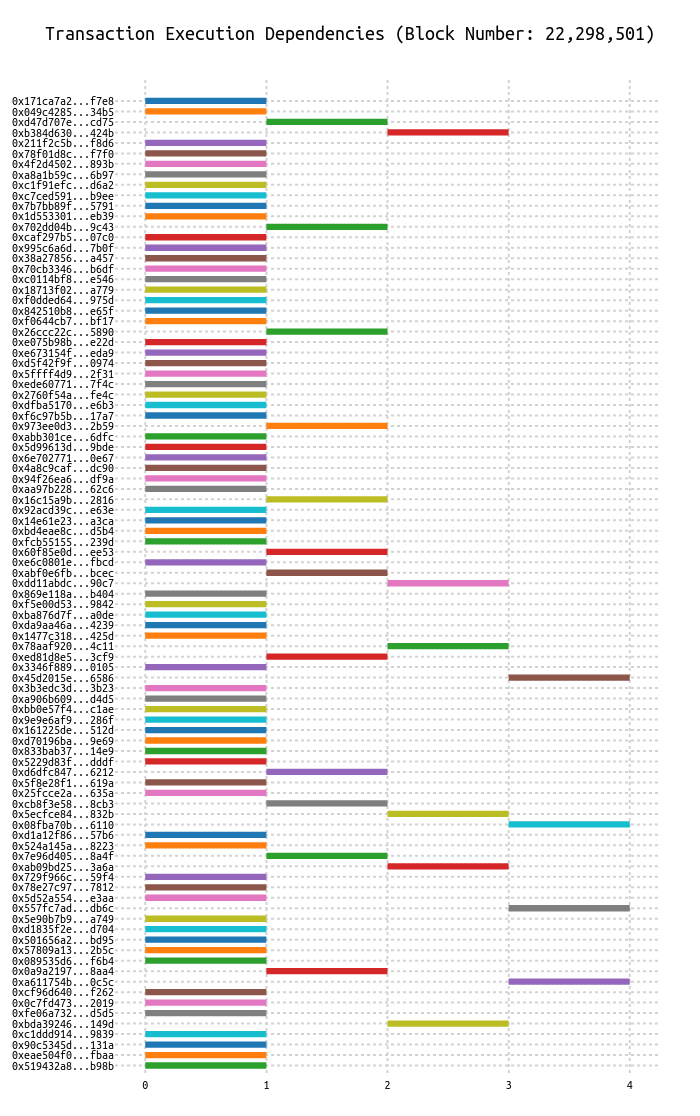 Transaction Execution Dependencies (Block Number: 22,298,501)
0x171ca7a2...f7e8
0x049c4285...34b5
0xd47d707e...cd75
0xb384d630...424b
0x211f2c5b...f8d6
0x78f01d8c...f7f0
0x4f2d4502...893b
0xa8a1b59c...6b97
0xc1f91efc...d6a2
0xc7ced591...b9ee
0x7b7bb89f...5791
0x1d553301...eb39
0x702dd04b...9c43
0xcaf297b5...07c0
0x995c6a6d...7b0f
0x38a27856...a457
0x70cb3346...b6df
0xc0114bf8...e546
0x18713f02...a779
0xf0dded64...975d
0x842510b8...e65f
0xf0644cb7...bf17
0x26ccc22c...5890
0xe075b98b...e22d
0xe673154f...eda9
0xd5f42f9f...0974
0x5ffff4d9...2f31
0xede60771...7f4c
0x2760f54a...fe4c
0xdfba5170...e6b3
0xf6c97b5b...17a7
0x973ee0d3...2b59
0xabb301ce...6dfc
0x5d99613d...9bde
0x6e702771...0e67
0x4a8c9caf...dc90
0x94f26ea6...df9a
0xaa97b228...62c6
0x16c15a9b...2816
0x92acd39c...e63e
0x14e61e23...a3ca
0xbd4eae8c...d5b4
0xfcb55155...239d
0x60f85e0d...ee53
0xe6c0801e...fbcd
0xabf0e6fb...bcec
0xdd11abdc...90c7
0x869e118a...b404
0xf5e00d53...9842
0xba876d7f...a0de
0xda9aa46a...4239
0x1477c318...425d
0x78aaf920...4c11
0xed81d8e5...3cf9
0x3346f889...0105
0x45d2015e...6586
0x3b3edc3d...3b23
0xa906b609...d4d5
0xbb0e57f4...c1ae
0x9e9e6af9...286f
0x161225de...512d
0xd70196ba...9e69
0x833bab37...14e9
0x5229d83f...dddf
0xd6dfc847...6212
0x5f8e28f1...619a
0x25fcce2a...635a
0xcb8f3e58...8cb3
0x5ecfce84...832b
0x08fba70b...6110
0xd1a12f86...57b6
0x524a145a...8223
0x7e96d405...8a4f
0xab09bd25...3a6a
0x729f966c...59f4
0x78e27c97...7812
0x5d52a554...e3aa
0x557fc7ad...db6c
0x5e90b7b9...a749
0xd1835f2e...d704
0x501656a2...bd95
0x57809a13...2b5c
0x089535d6...f6b4
0x0a9a2197...8aa4
0xa611754b...0c5c
0xcf96d640...f262
0x0c7fd473...2019
0xfe06a732...d5d5
0xbda39246...149d
0xc1ddd914...9839
0x90c5345d...131a
0xeae504f0...fbaa
0x519432a8...b98b
0 1 2 3 4